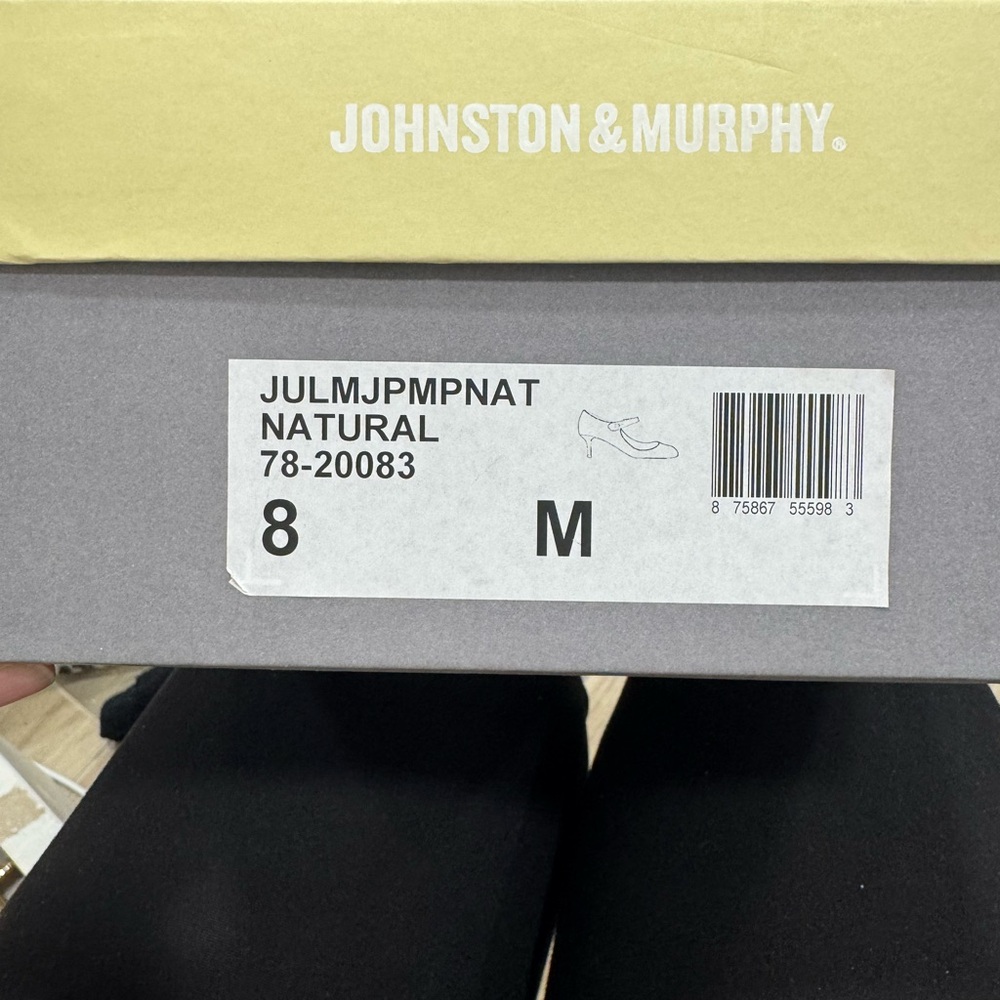 JOHNSTON & MURPHY®
JULMJPMPNAT
NATURAL
78-20083
8 M
8 75867 55598 3